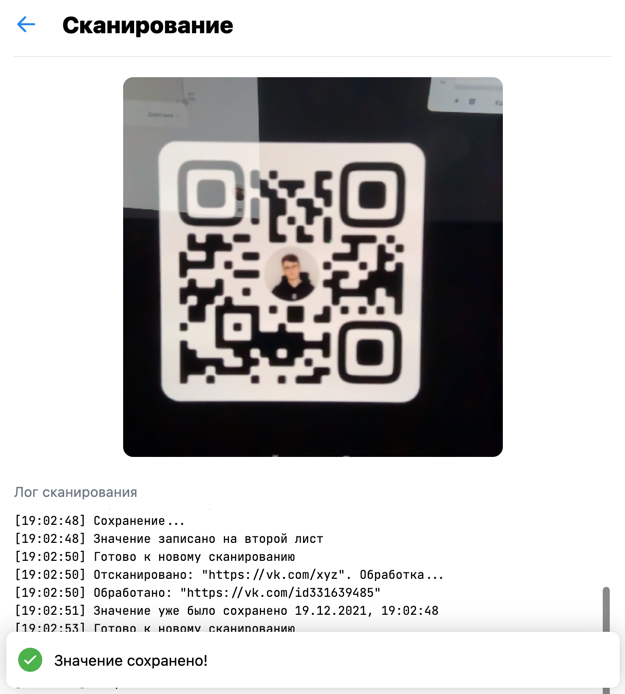 Сканирование
Лог сканирования
[19:02:48] Сохранение...
[19:02:48] Значение записано на второй лист
[19:02:50] Готово к новому сканированию
[19:02:50] Отсканировано: "https://vk.com/xyz". Обработка...
[19:02:50] Обработано: "https://vk.com/id331639485"
[19:02:51] Значение уже было сохранено 19.12.2021, 19:02:48
[19:02:53] Готово к новому сканированию
Значение сохранено!